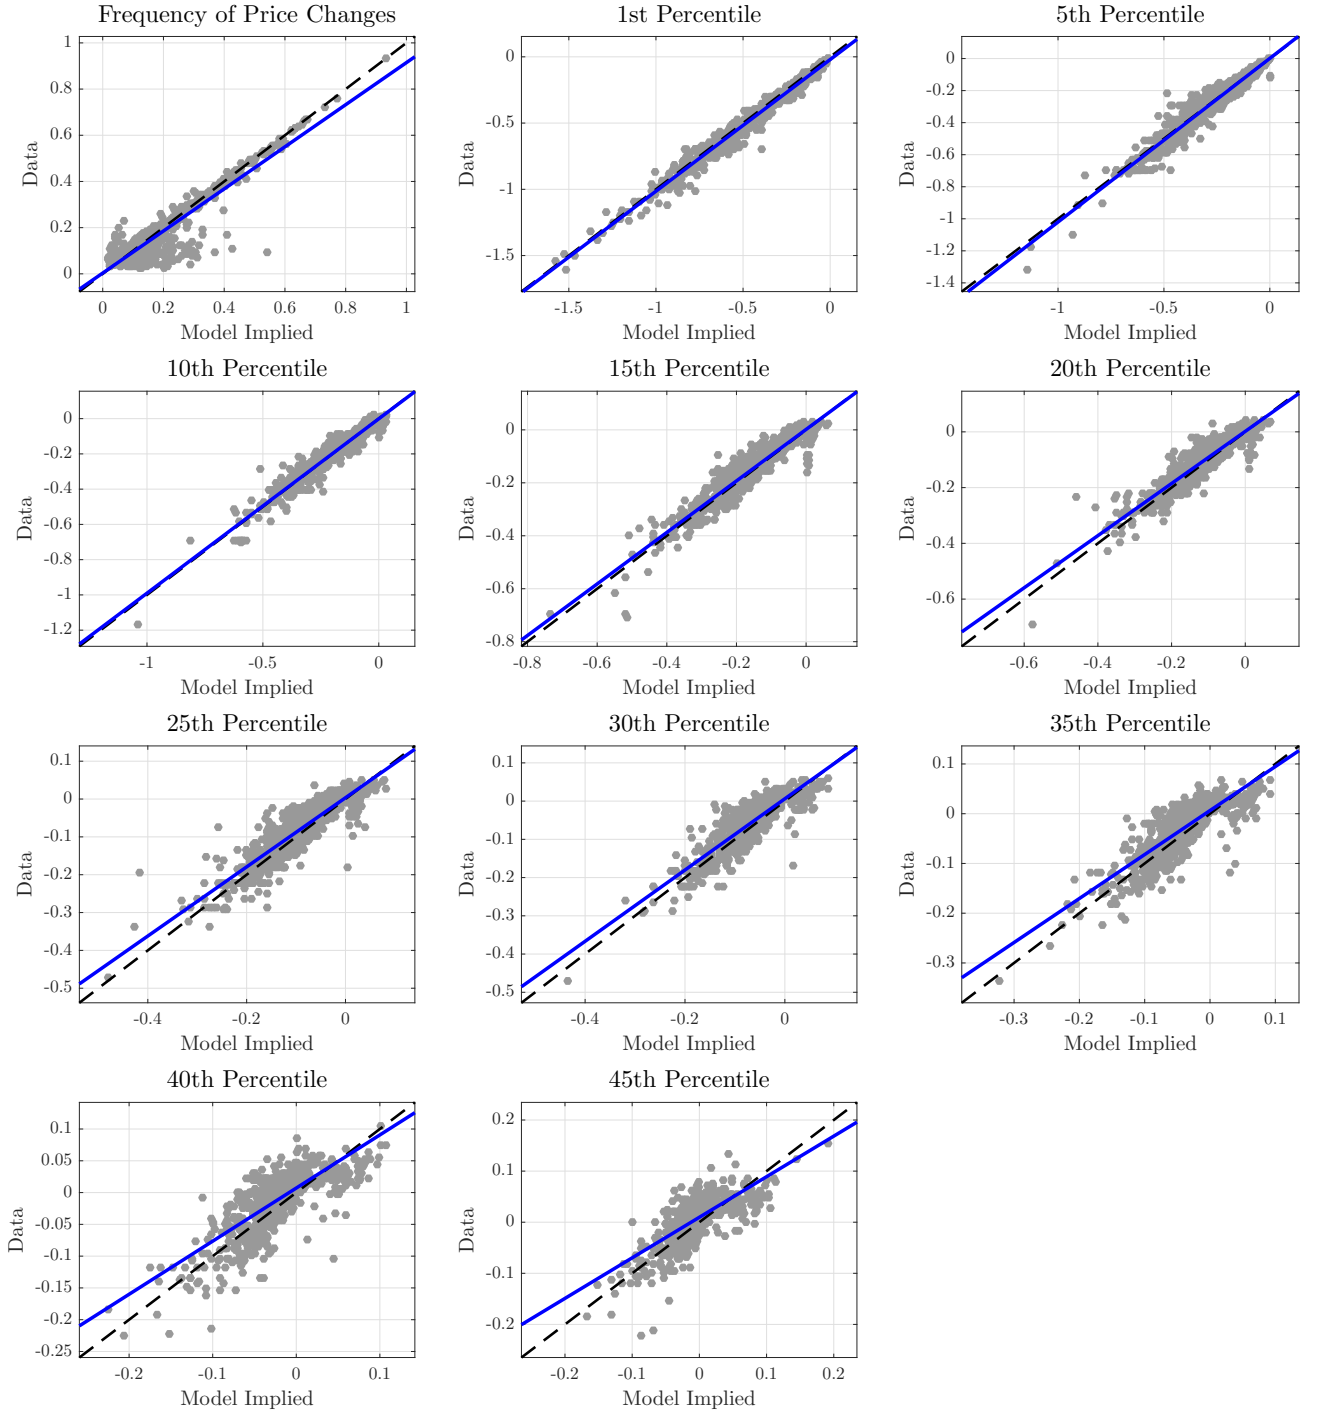 Frequency of Price Changes
1
0.8
0.6
0.4
0.2
0
Data
0 0.2 0.4 0.6 0.8 1
Model Implied
1st Percentile
0
-0.5
-1
-1.5
Data
-1.5 -1 -0.5 0
Model Implied
5th Percentile
0
-0.2
-0.4
-0.6
-0.8
-1
-1.2
-1.4
Data
-1 -0.5 0
Model Implied
10th Percentile
0
-0.2
-0.4
-0.6
-0.8
-1
-1.2
Data
-1 -0.5 0
Model Implied
15th Percentile
0
-0.2
-0.4
-0.6
-0.8
Data
-0.8 -0.6 -0.4 -0.2 0
Model Implied
20th Percentile
0
-0.2
-0.4
-0.6
Data
-0.6 -0.4 -0.2 0
Model Implied
25th Percentile
0.1
0
-0.1
-0.2
-0.3
-0.4
-0.5
Data
-0.4 -0.2 0
Model Implied
30th Percentile
0.1
0
-0.1
-0.2
-0.3
-0.4
-0.5
Data
-0.4 -0.2 0
Model Implied
35th Percentile
0.1
0
-0.1
-0.2
-0.3
Data
-0.3 -0.2 -0.1 0 0.1
Model Implied
40th Percentile
0.1
0.05
0
-0.05
-0.1
-0.15
-0.2
-0.25
Data
-0.2 -0.1 0 0.1
Model Implied
45th Percentile
0.2
0.1
0
-0.1
-0.2
Data
-0.2 -0.1 0 0.1 0.2
Model Implied